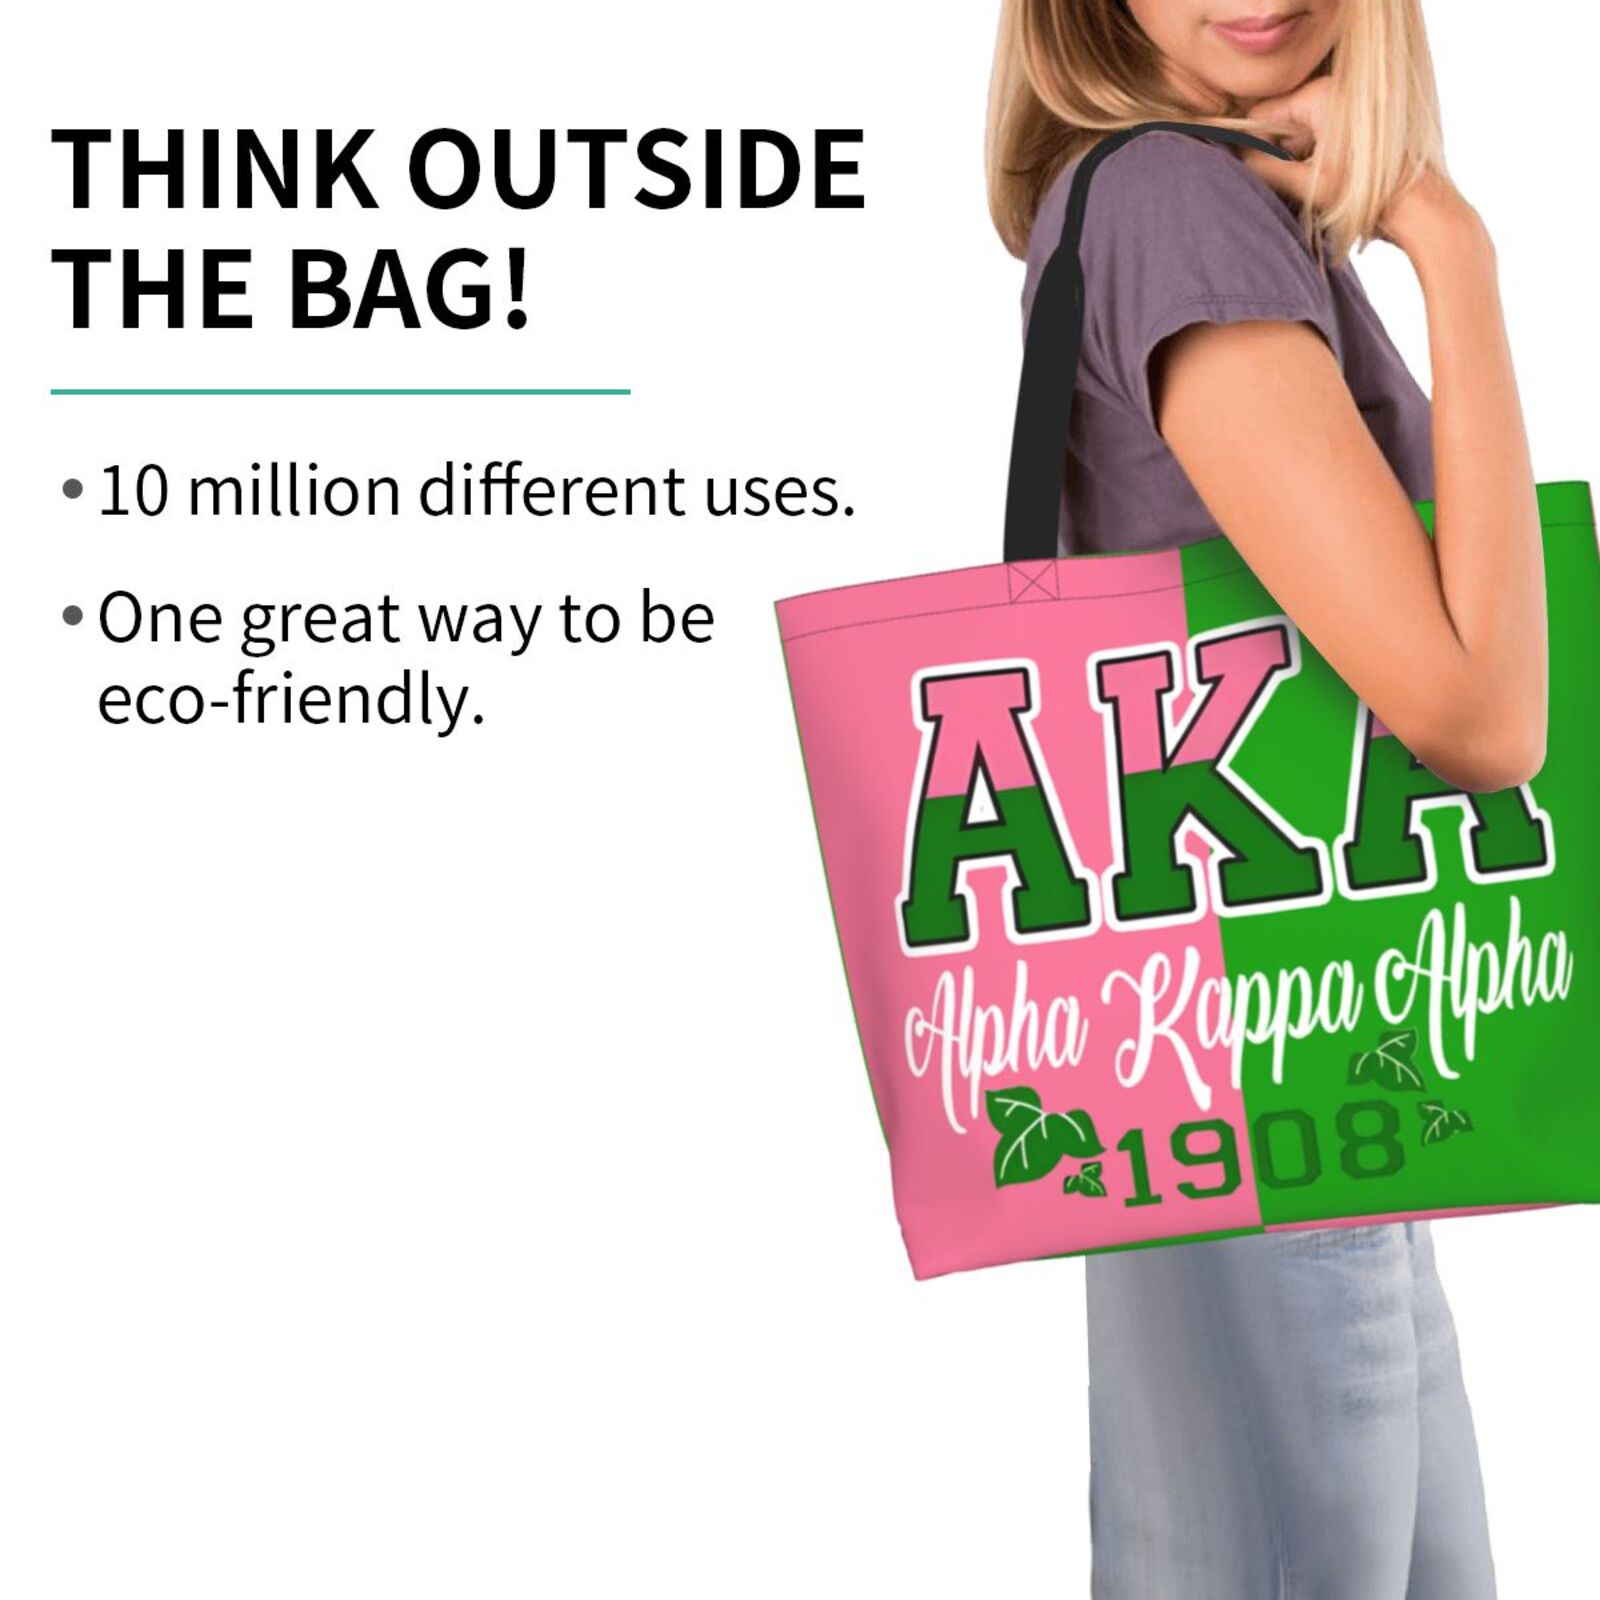 THINK OUTSIDE
THE BAG!
• 10 million different uses.
• One great way to be
eco-friendly.
AKA
Alpha Kappa Alpha
1908